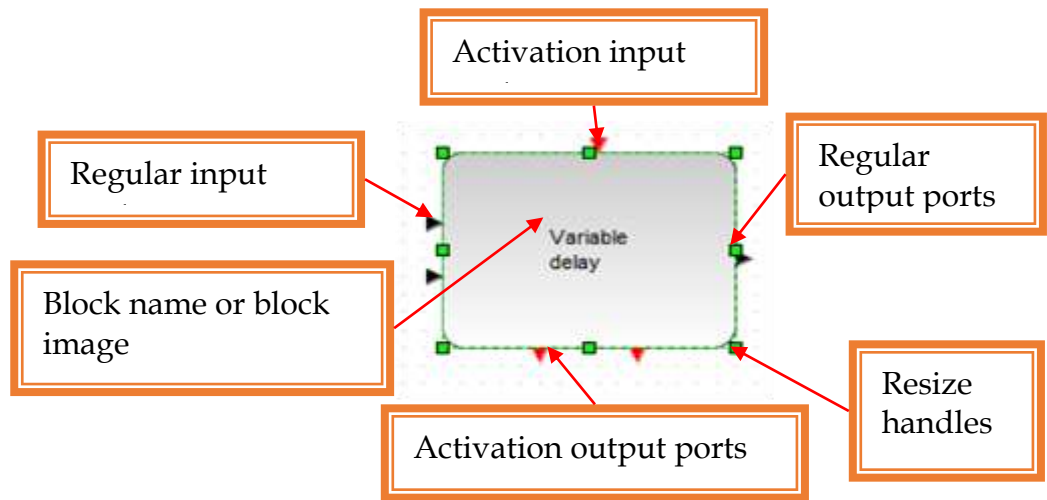 Activation input
Regular input
Regular
output ports
Variable
delay
Block name or block
image
Resize
handles
Activation output ports